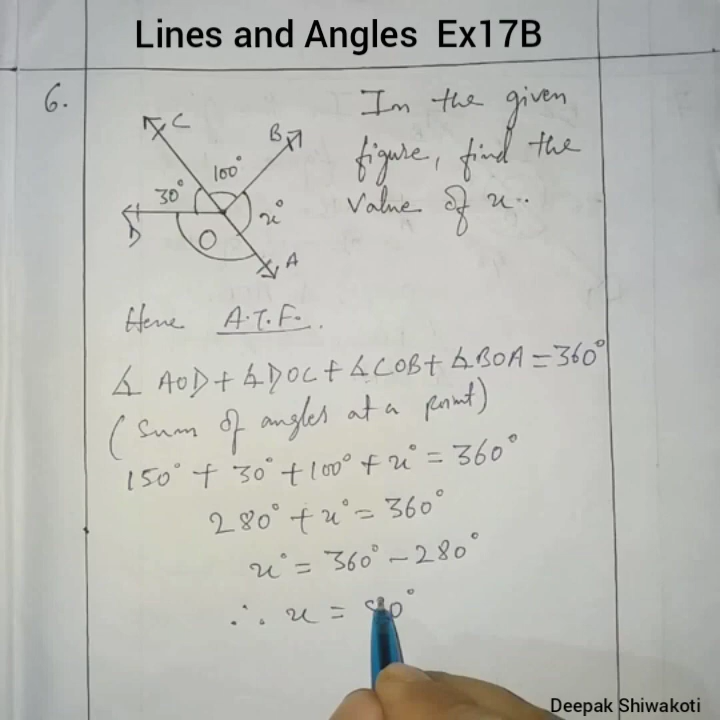 Lines and Angles Ex17B
6.
In the given
figure, find the
value of x..
C
B
100°
30°
x°
D
O
A
Here A.T.F.
∡ AOD + ∡DOC + ∡COB + ∡BOA = 360°
(sum of angles at a point)
150° + 30° + 100° + x° = 360°
280° + x° = 360°
x° = 360° - 280°
∴ x = 80°
Deepak Shiwakoti